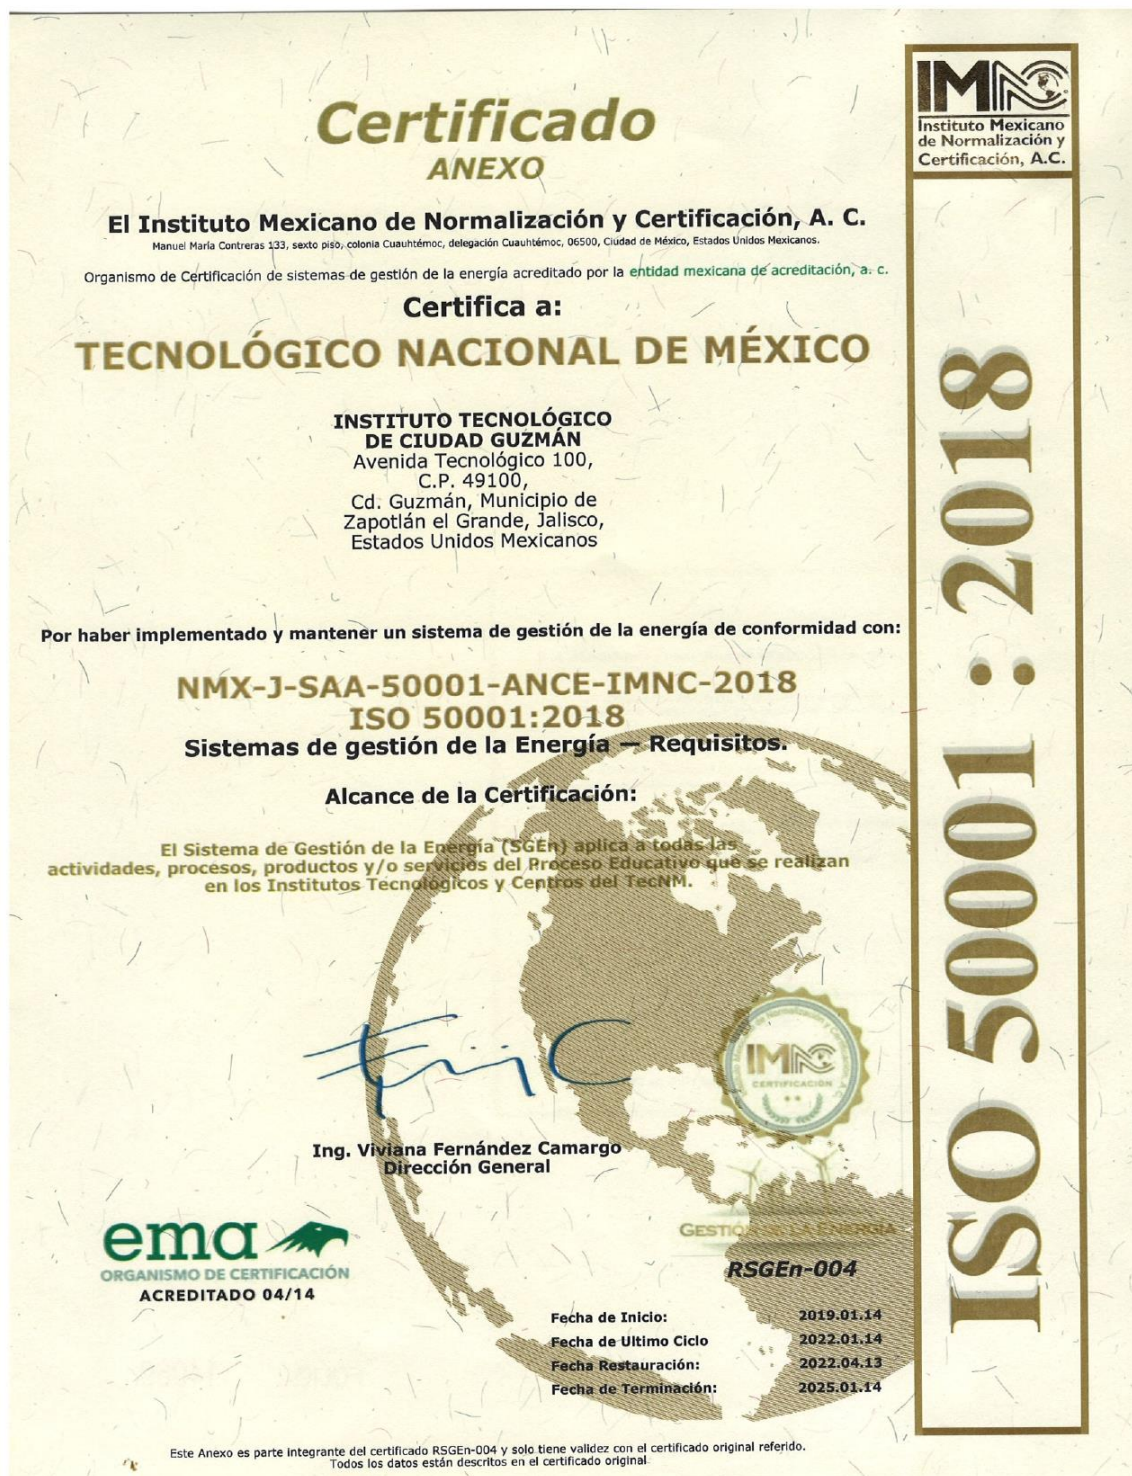 Certificado
ANEXO
El Instituto Mexicano de Normalización y Certificación, A. C.
Manuel María Contreras 133, sexto piso, colonia Cuauhtémoc, delegación Cuauhtémoc, 06500, Ciudad de México, Estados Unidos Mexicanos.
Organismo de Certificación de sistemas de gestión de la energía acreditado por la entidad mexicana de acreditación, a. c.
Certifica a:
TECNOLÓGICO NACIONAL DE MÉXICO
INSTITUTO TECNOLÓGICO
DE CIUDAD GUZMÁN
Avenida Tecnológico 100,
C.P. 49100,
Cd. Guzmán, Municipio de
Zapotlán el Grande, Jalisco,
Estados Unidos Mexicanos
Por haber implementado y mantener un sistema de gestión de la energía de conformidad con:
NMX-J-SAA-50001-ANCE-IMNC-2018
ISO 50001:2018
Sistemas de gestión de la Energía — Requisitos.
Alcance de la Certificación:
El Sistema de Gestión de la Energía (SGEn) aplica a todas las
actividades, procesos, productos y/o servicios del Proceso Educativo que se realizan
en los Institutos Tecnológicos y Centros del TecNM.
Ing. Viviana Fernández Camargo
Dirección General
ema
ORGANISMO DE CERTIFICACIÓN
ACREDITADO 04/14
IMNC
CERTIFICACIÓN
GESTIÓN DE LA ENERGÍA
RSGEn-004
Fecha de Inicio: 2019.01.14
Fecha de Ultimo Ciclo 2022.01.14
Fecha Restauración: 2022.04.13
Fecha de Terminación: 2025.01.14
Este Anexo es parte integrante del certificado RSGEn-004 y solo tiene validez con el certificado original referido.
Todos los datos están descritos en el certificado original
IMNC
Instituto Mexicano
de Normalización y
Certificación, A.C.
ISO 50001:2018